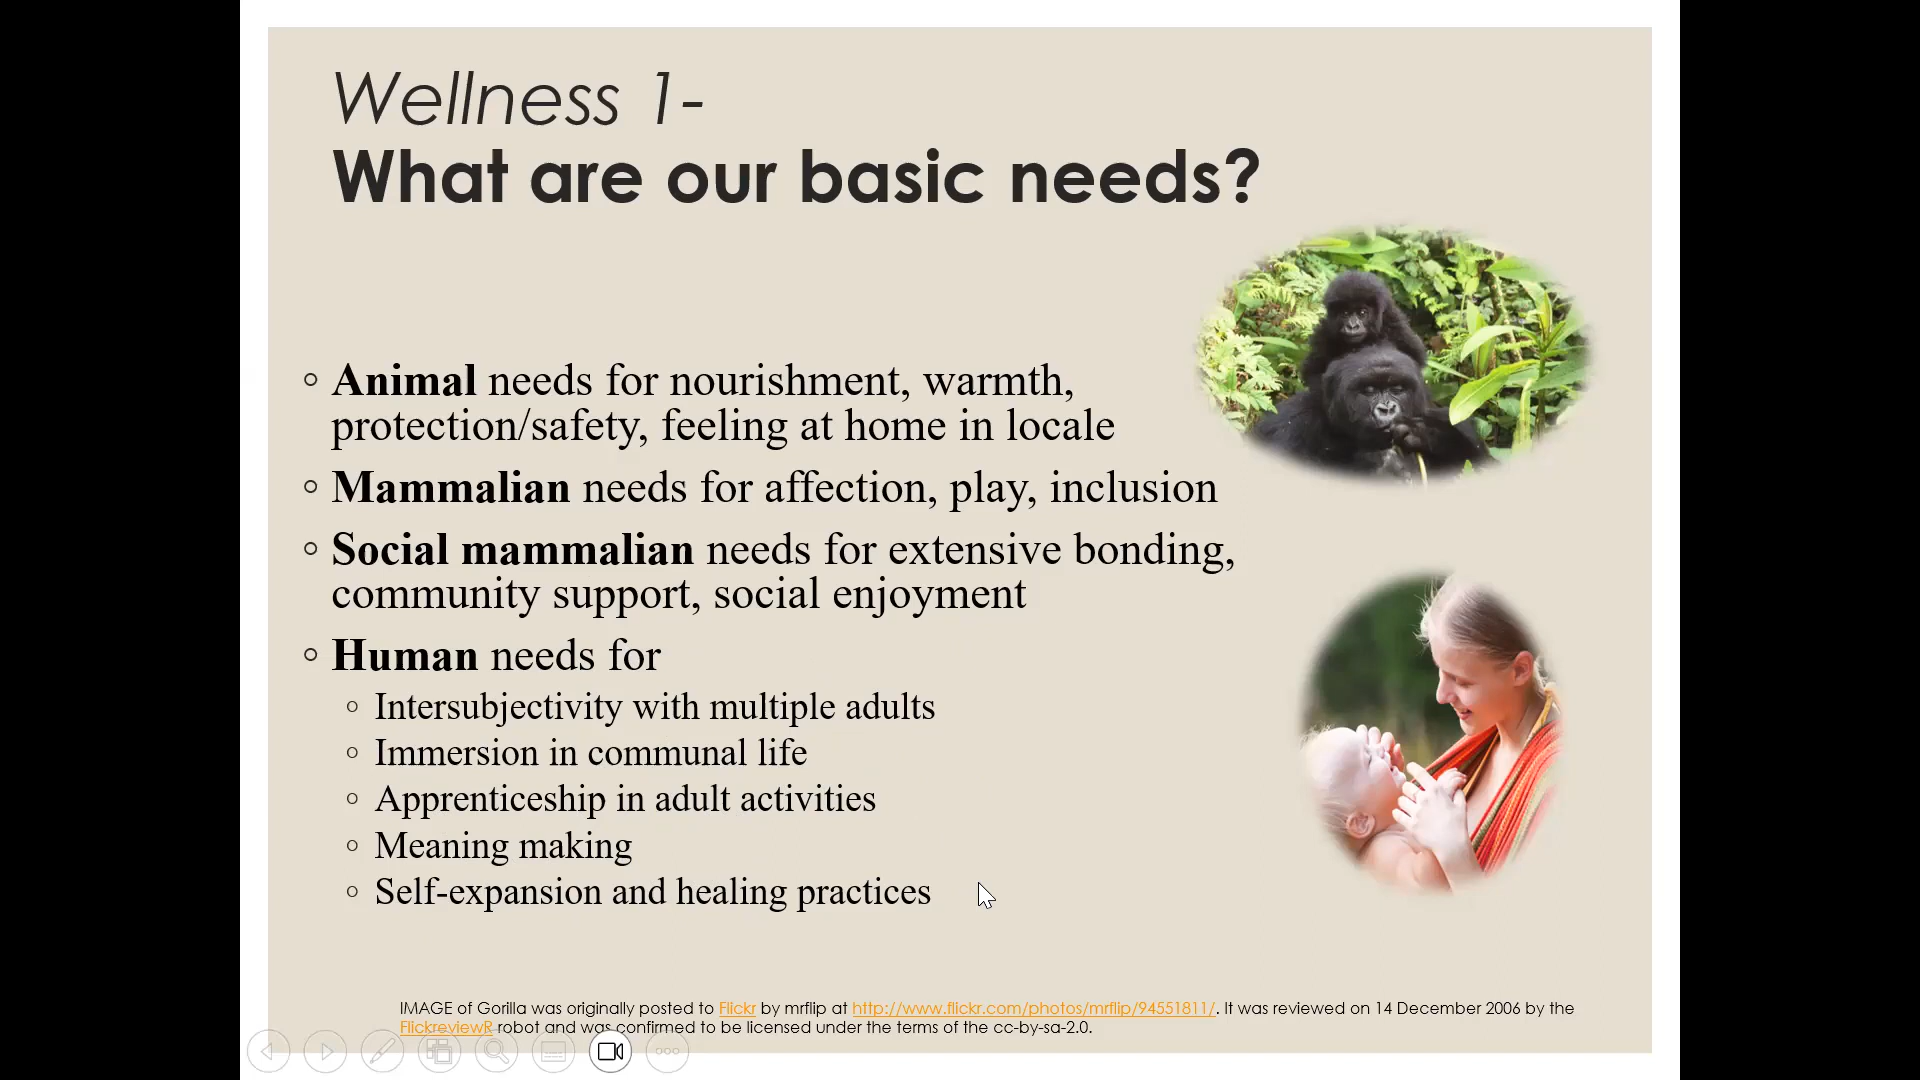 Wellness 1-
What are our basic needs?
Animal needs for nourishment, warmth,
protection/safety, feeling at home in locale
Mammalian needs for affection, play, inclusion
Social mammalian needs for extensive bonding,
community support, social enjoyment
Human needs for
Intersubjectivity with multiple adults
Immersion in communal life
Apprenticeship in adult activities
Meaning making
Self-expansion and healing practices
IMAGE of Gorilla was originally posted to Flickr by mrflip at http://www.flickr.com/photos/mrflip/94551811/. It was reviewed on 14 December 2006 by the
FlickreviewR robot and was confirmed to be licensed under the terms of the cc-by-sa-2.0.